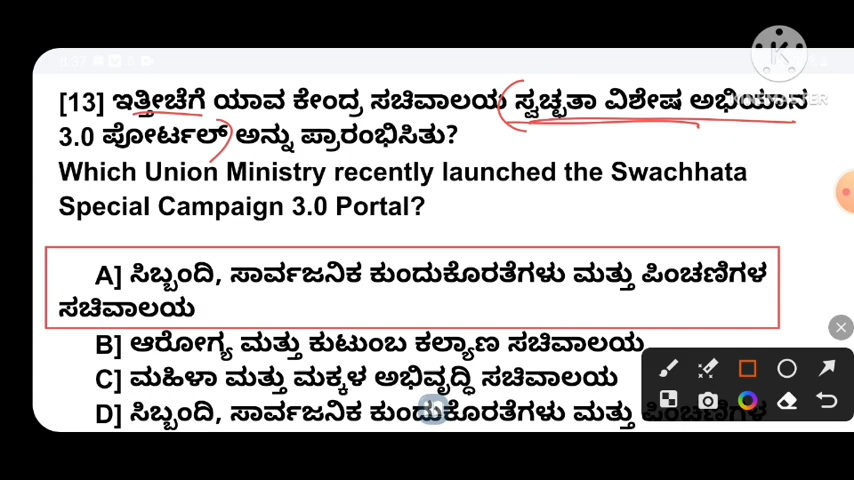 [13] ಇತ್ತೀಚೆಗೆ ಯಾವ ಕೇಂದ್ರ ಸಚಿವಾಲಯ ಸ್ವಚ್ಛತಾ ವಿಶೇಷ ಅಭಿಯಾನ
3.0 ಪೋರ್ಟಲ್ ಅನ್ನು ಪ್ರಾರಂಭಿಸಿತು?
Which Union Ministry recently launched the Swachhata
Special Campaign 3.0 Portal?
A] ಸಿಬ್ಬಂದಿ, ಸಾರ್ವಜನಿಕ ಕುಂದುಕೊರತೆಗಳು ಮತ್ತು ಪಿಂಚಣಿಗಳ
ಸಚಿವಾಲಯ
B] ಆರೋಗ್ಯ ಮತ್ತು ಕುಟುಂಬ ಕಲ್ಯಾಣ ಸಚಿವಾಲಯ
C] ಮಹಿಳಾ ಮತ್ತು ಮಕ್ಕಳ ಅಭಿವೃದ್ಧಿ ಸಚಿವಾಲಯ
D] ಸಿಬ್ಬಂದಿ, ಸಾರ್ವಜನಿಕ ಕುಂದುಕೊರತೆಗಳು ಮತ್ತು ಪಿಂಚಣಿಗಳ